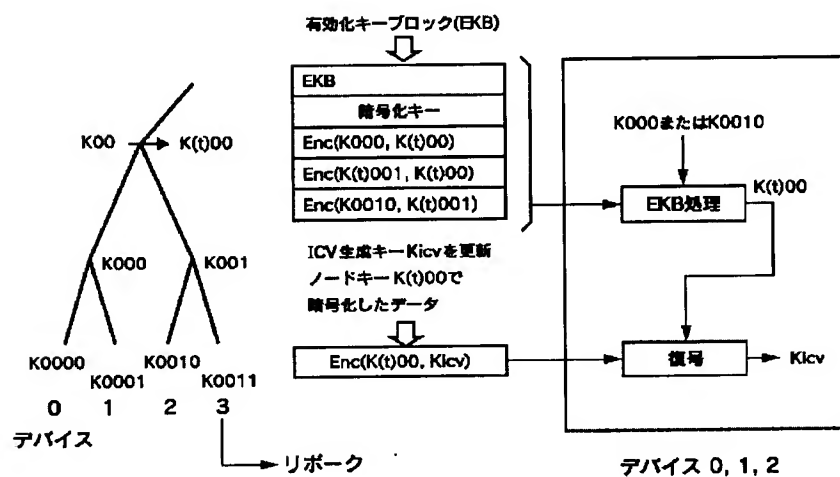 有効化キーブロック(EKB)
EKB
暗号化キー
Enc(K000, K(t)00)
Enc(K(t)001, K(t)00)
Enc(K0010, K(t)001)
K00
K(t)00
K000
K001
K0000
K0001
K0010
K0011
0 1 2 3
デバイス
リボーク
ICV生成キーKicvを更新
ノードキーK(t)00で
暗号化したデータ
Enc(K(t)00, Kicv)
K000またはK0010
EKB処理
K(t)00
復号
Kicv
デバイス 0, 1, 2